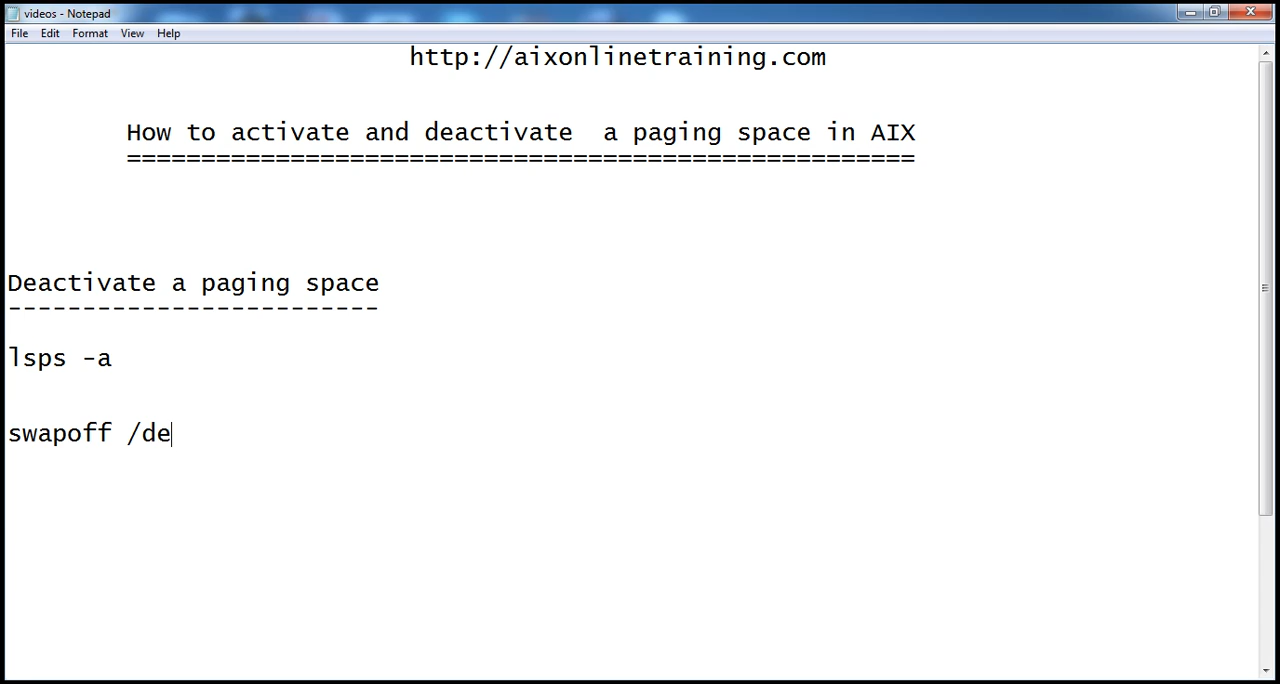 videos - Notepad
File Edit Format View Help
http://aixonlinetraining.com
How to activate and deactivate  a paging space in AIX
=====================================================
Deactivate a paging space
-------------------------
lsps -a
swapoff /de